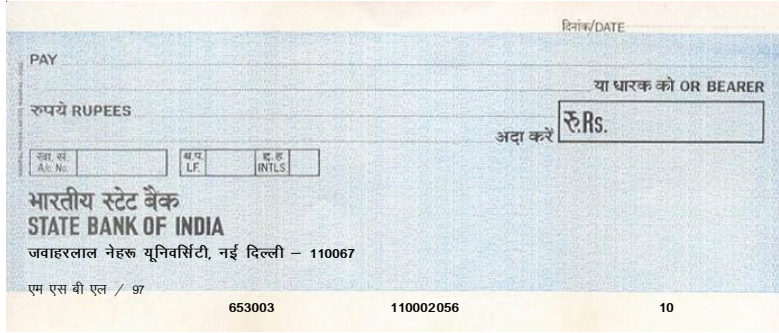 दिनांक/DATE
PAY
या धारक को OR BEARER
रुपये RUPEES
अदा करें रु.Rs.
खा. सं. A/c. No. ब.प. LF. ह.ह INTLS
भारतीय स्टेट बैंक
STATE BANK OF INDIA
जवाहरलाल नेहरू यूनिवर्सिटी, नई दिल्ली – 110067
एम एस बी एल / 97
653003 110002056 10